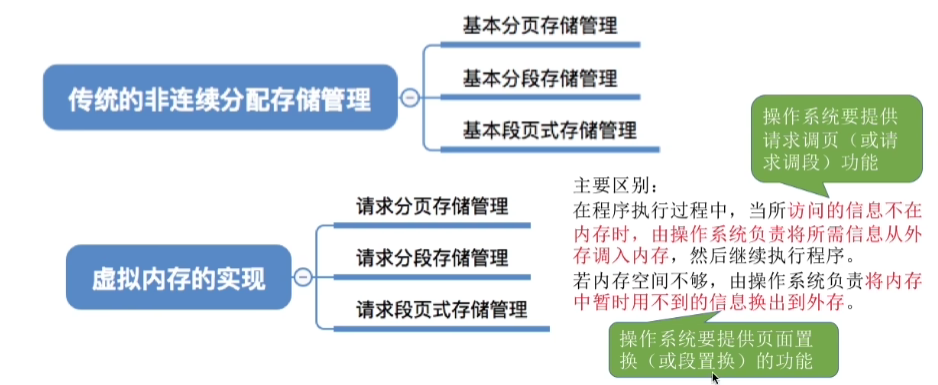 传统的非连续分配存储管理
基本分页存储管理
基本分段存储管理
基本段页式存储管理
操作系统要提供
请求调页（或请
求调段）功能
虚拟内存的实现
请求分页存储管理
请求分段存储管理
请求段页式存储管理
主要区别：
在程序执行过程中，当所访问的信息不在
内存时，由操作系统负责将所需信息从外
存调入内存，然后继续执行程序。
若内存空间不够，由操作系统负责将内存
中暂时用不到的信息换出到外存。
操作系统要提供页面置
换（或段置换）的功能